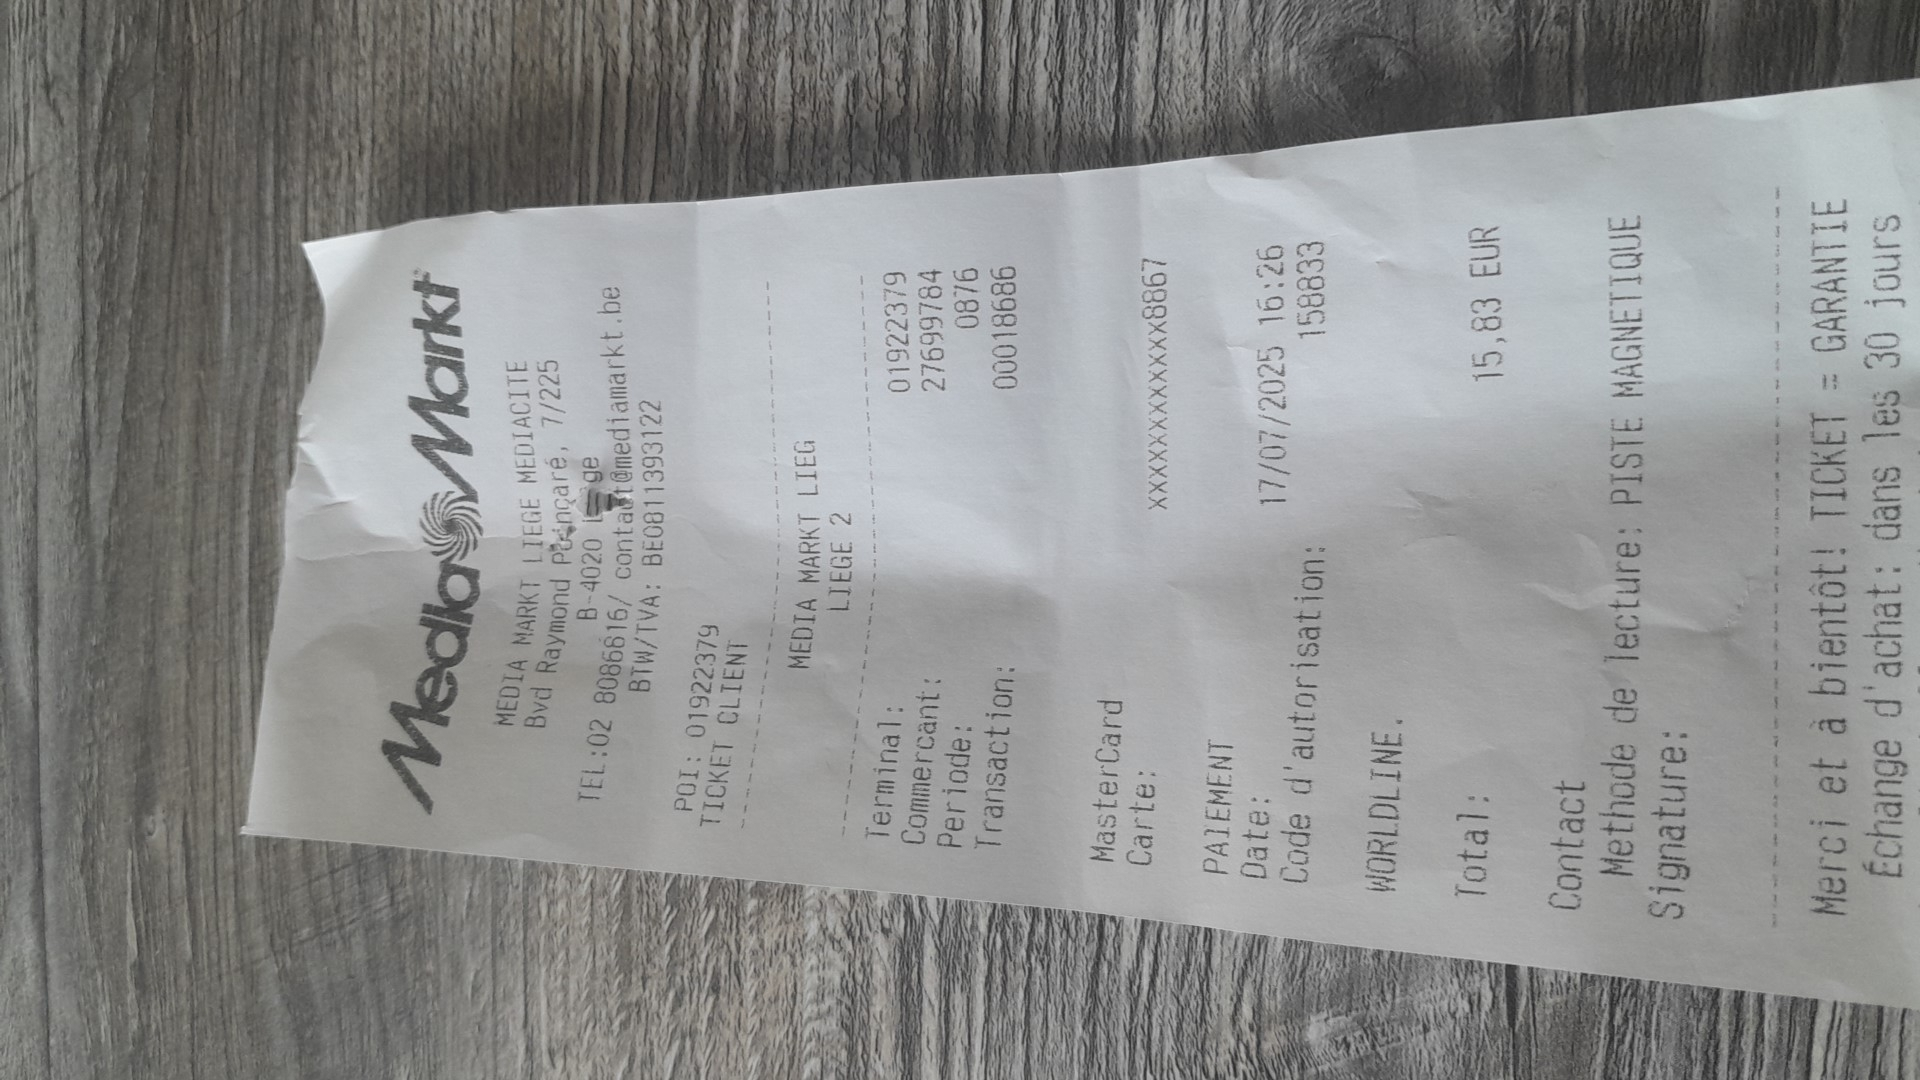 Media Markt
MEDIA MARKT LIEGE MEDIACITE
Bvd Raymond Poincaré, 7/225
B-4020
TEL:02 8086616/ contact@mediamarkt.be
BTW/TVA: BE0811393122
POI: 01922379
TICKET CLIENT
MEDIA MARKT LIEG
LIEGE 2
Terminal: 01922379
Commercant: 27699784
Periode: 0876
Transaction: 00018686
MasterCard
Carte: xxxxxxxxxxxx8867
PAIEMENT
Date: 17/07/2025 16:26
Code d'autorisation: 158833
WORLDLINE.
Total: 15,83 EUR
Contact
Methode de lecture: PISTE MAGNETIQUE
Signature:
Merci et à bientôt! TICKET = GARANTIE
Échange d'achat: dans les 30 jours